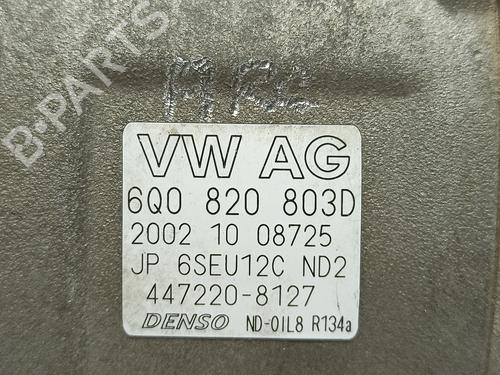 B-PARTS
VW AG
6Q0 820 803D
2002 10 08725
JP 6SEU12C ND2
447220-8127
DENSO ND-OIL8 R134a